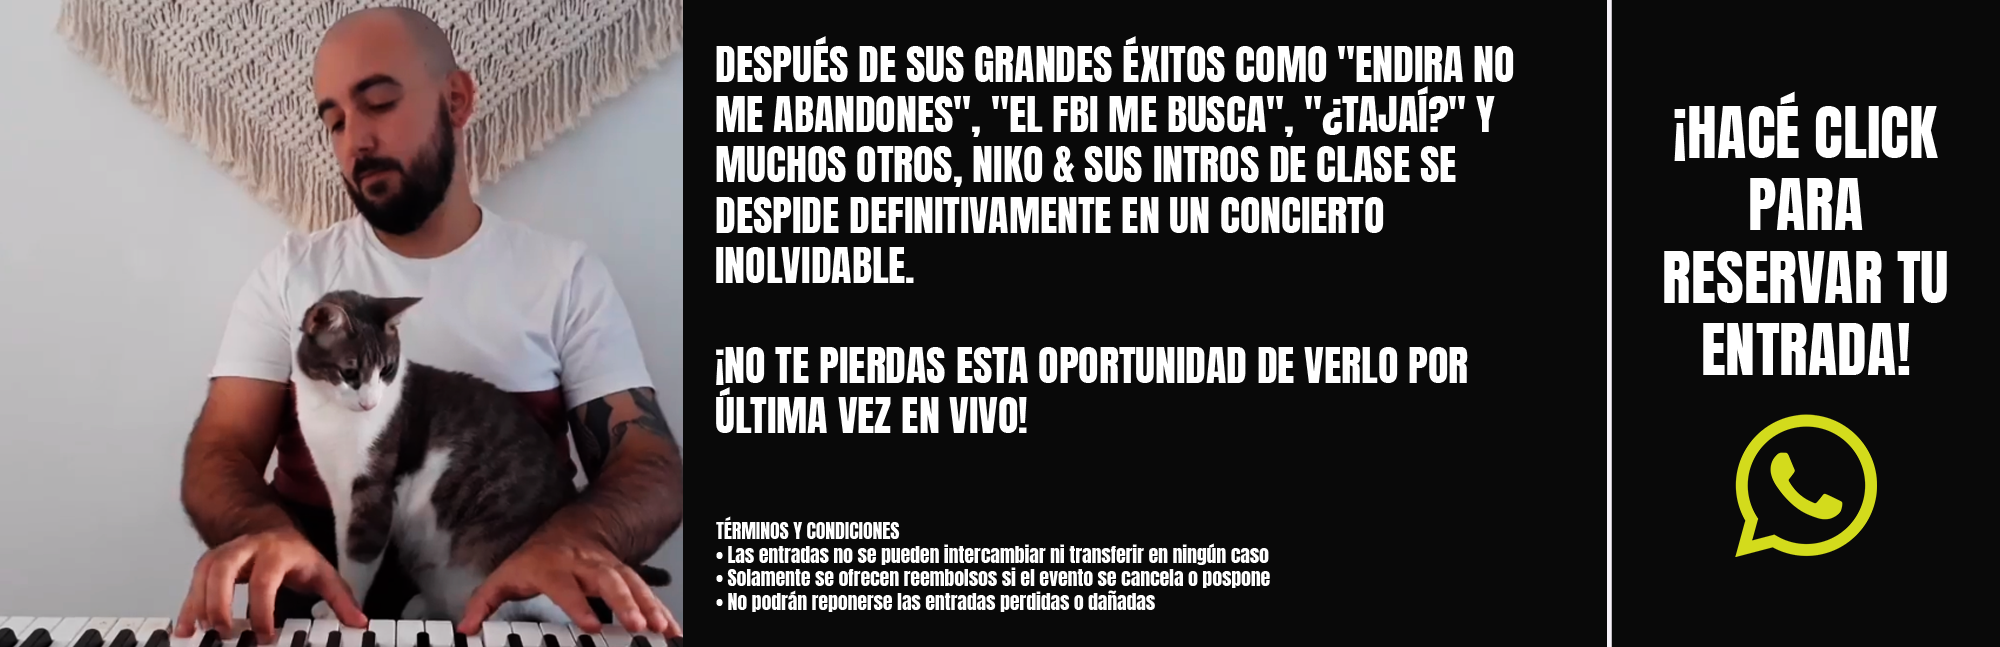 DESPUÉS DE SUS GRANDES ÉXITOS COMO "ENDIRA NO
ME ABANDONES", "EL FBI ME BUSCA", "¿TAJAÍ?" Y
MUCHOS OTROS, NIKO & SUS INTROS DE CLASE SE
DESPIDE DEFINITIVAMENTE EN UN CONCIERTO
INOLVIDABLE.
¡NO TE PIERDAS ESTA OPORTUNIDAD DE VERLO POR
ÚLTIMA VEZ EN VIVO!
TÉRMINOS Y CONDICIONES
• Las entradas no se pueden intercambiar ni transferir en ningún caso
• Solamente se ofrecen reembolsos si el evento se cancela o pospone
• No podrán reponerse las entradas perdidas o dañadas
¡HACÉ CLICK
PARA
RESERVAR TU
ENTRADA!